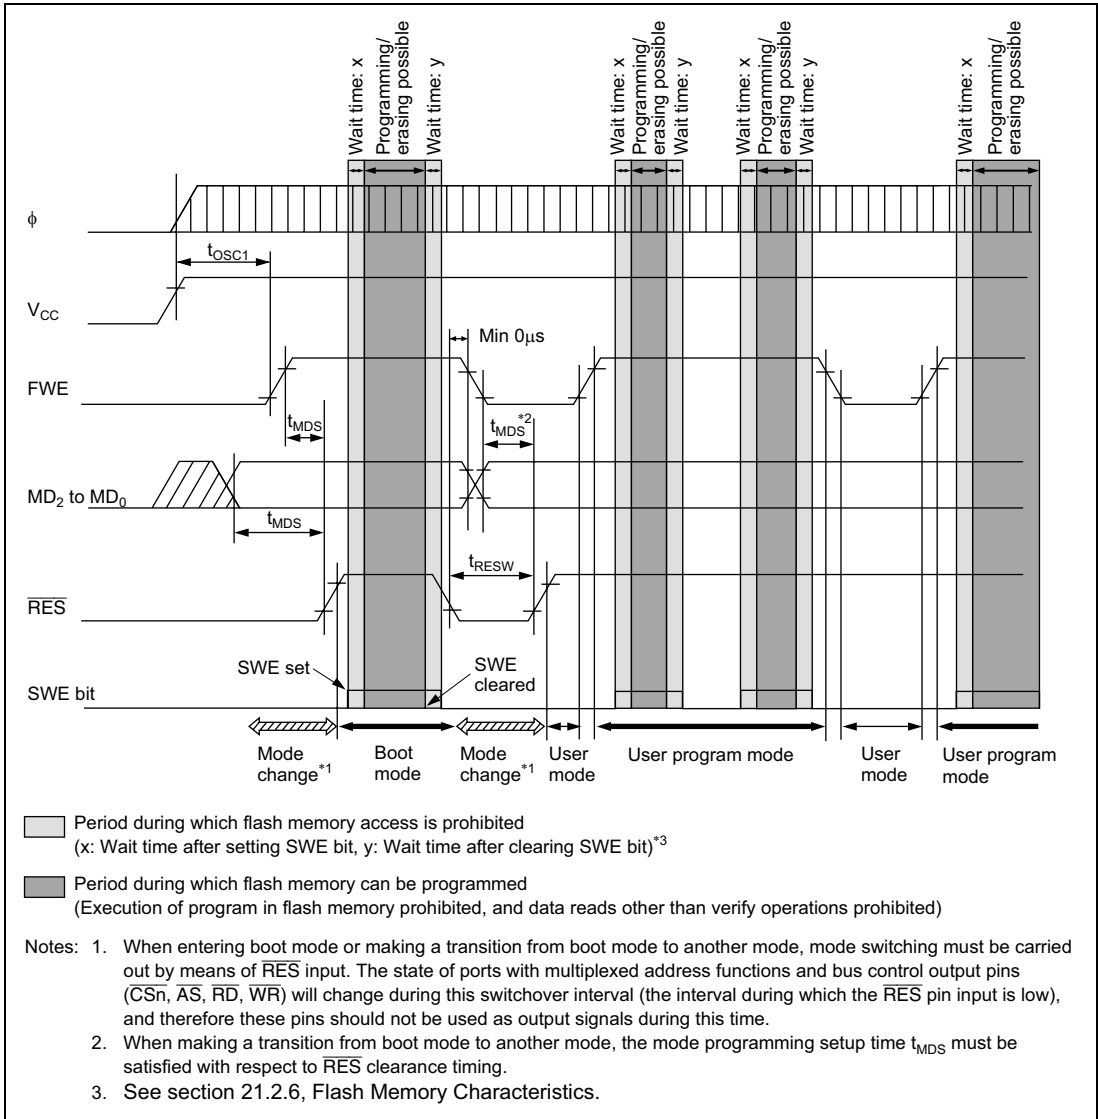 Wait time: x
Programming/
erasing possible
Wait time: y
Wait time: x
Programming/
erasing possible
Wait time: y
Wait time: x
Programming/
erasing possible
Wait time: y
Wait time: x
Programming/
erasing possible
ϕ
tOSC1
VCC
Min 0μs
FWE
tMDS
tMDS*2
MD2 to MD0
tMDS
tRESW
RES
SWE set
SWE
cleared
SWE bit
Mode
change*1
Boot
mode
Mode
change*1
User
mode
User program mode
User
mode
User program
mode
Period during which flash memory access is prohibited
(x: Wait time after setting SWE bit, y: Wait time after clearing SWE bit)*3
Period during which flash memory can be programmed
(Execution of program in flash memory prohibited, and data reads other than verify operations prohibited)
Notes: 1. When entering boot mode or making a transition from boot mode to another mode, mode switching must be carried
out by means of RES input. The state of ports with multiplexed address functions and bus control output pins
(CSn, AS, RD, WR) will change during this switchover interval (the interval during which the RES pin input is low),
and therefore these pins should not be used as output signals during this time.
2. When making a transition from boot mode to another mode, the mode programming setup time tMDS must be
satisfied with respect to RES clearance timing.
3. See section 21.2.6, Flash Memory Characteristics.